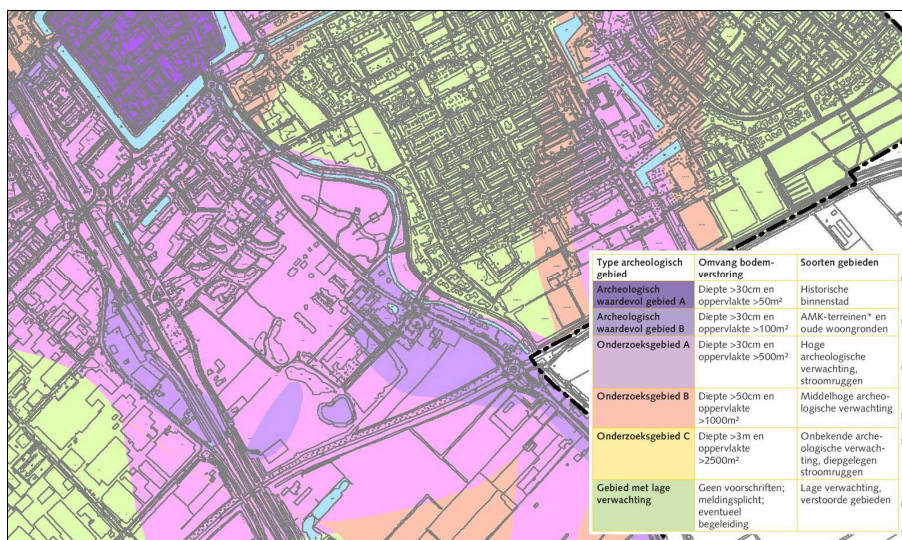 Type archeologisch gebied
Omvang bodem-verstoring
Soorten gebieden
Archeologisch waardevol gebied A
Diepte >30cm en oppervlakte >50m²
Historische binnenstad
Archeologisch waardevol gebied B
Diepte >30cm en oppervlakte >100m²
AMK-terreinen* en oude woongronden
Onderzoeksgebied A
Diepte >30cm en oppervlakte >500m²
Hoge archeologische verwachting, stroomruggen
Onderzoeksgebied B
Diepte >50cm en oppervlakte >1000m²
Middelhoge archeo-logische verwachting
Onderzoeksgebied C
Diepte >3m en oppervlakte >2500m²
Onbekende arche-ologische verwach-ting, diepgelegen stroomruggen
Gebied met lage verwachting
Geen voorschriften; meldingsplicht; eventueel begeleiding
Lage verwachting, verstoorde gebieden